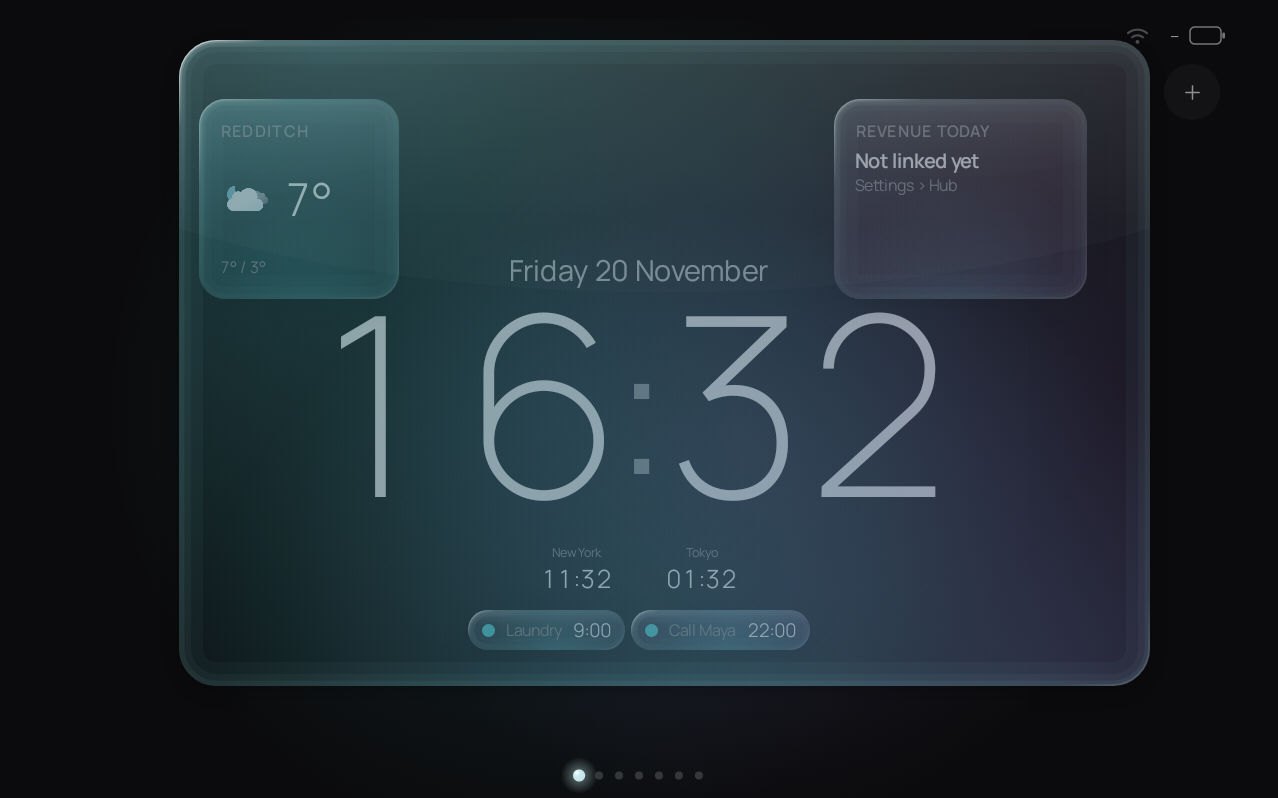 REDDITCH
7°
7° / 3°
REVENUE TODAY
Not linked yet
Settings › Hub
Friday 20 November
16:32
New York
11:32
Tokyo
01:32
Laundry 9:00
Call Maya 22:00